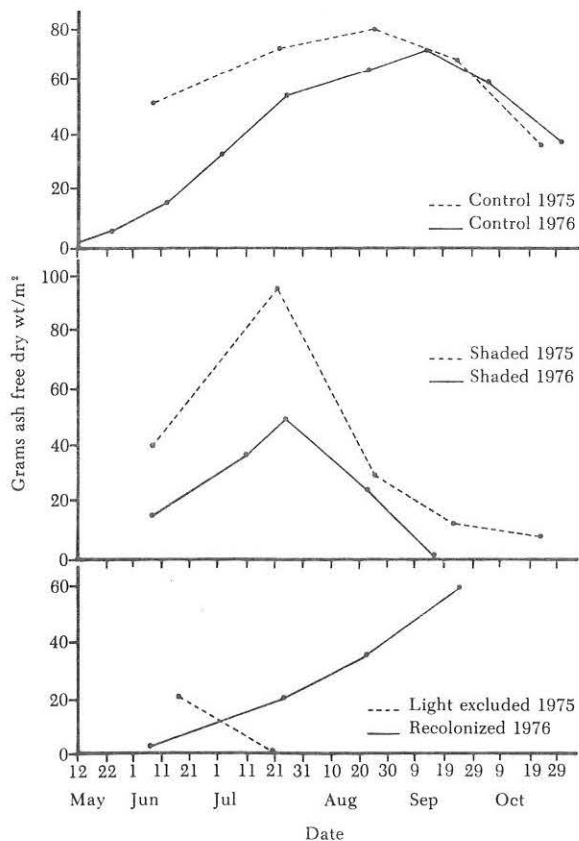 80
60
40
20
0
Control 1975
Control 1976
Grams ash free dry wt/m²
100
80
60
40
20
0
Shaded 1975
Shaded 1976
60
40
20
0
Light excluded 1975
Recolonized 1976
12 22 1 11 21 1 11 21 31 10 20 30 9 19 29 9 19 29
May Jun Jul Aug Sep Oct
Date